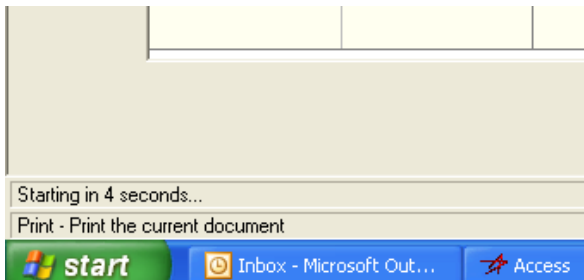 Starting in 4 seconds...
Print - Print the current document
start Inbox - Microsoft Out... Access